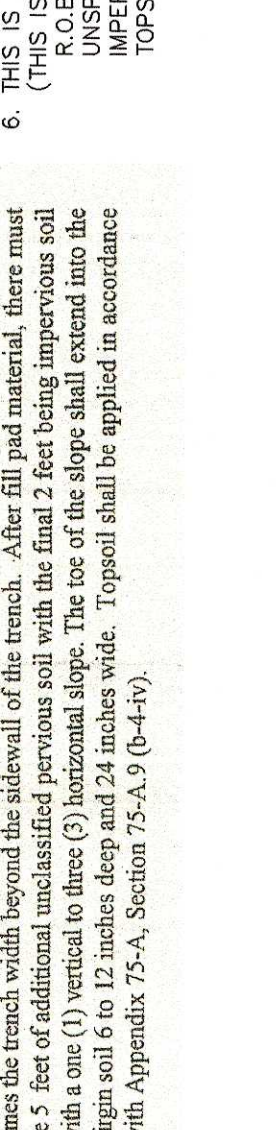 mes the trench width beyond the sidewall of the trench. After fill pad material, there must
e 5 feet of additional unclassified pervious soil with the final 2 feet being impervious soil
ith a one (1) vertical to three (3) horizontal slope. The toe of the slope shall extend into the
irgin soil 6 to 12 inches deep and 24 inches wide. Topsoil shall be applied in accordance
ith Appendix 75-A, Section 75-A.9 (b-4-iv).
6. THIS IS
(THIS IS
R.O.B
UNSP
IMPER
TOPS